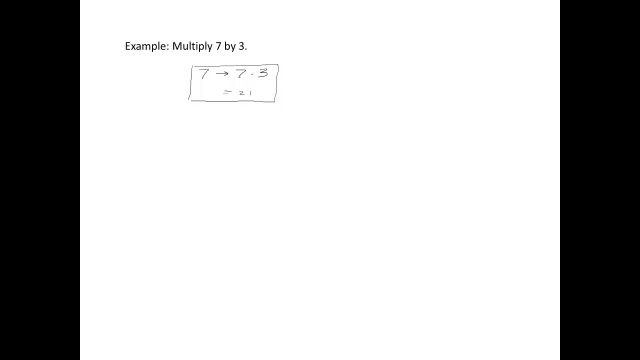 Example: Multiply 7 by 3.
7 → 7 · 3
= 21